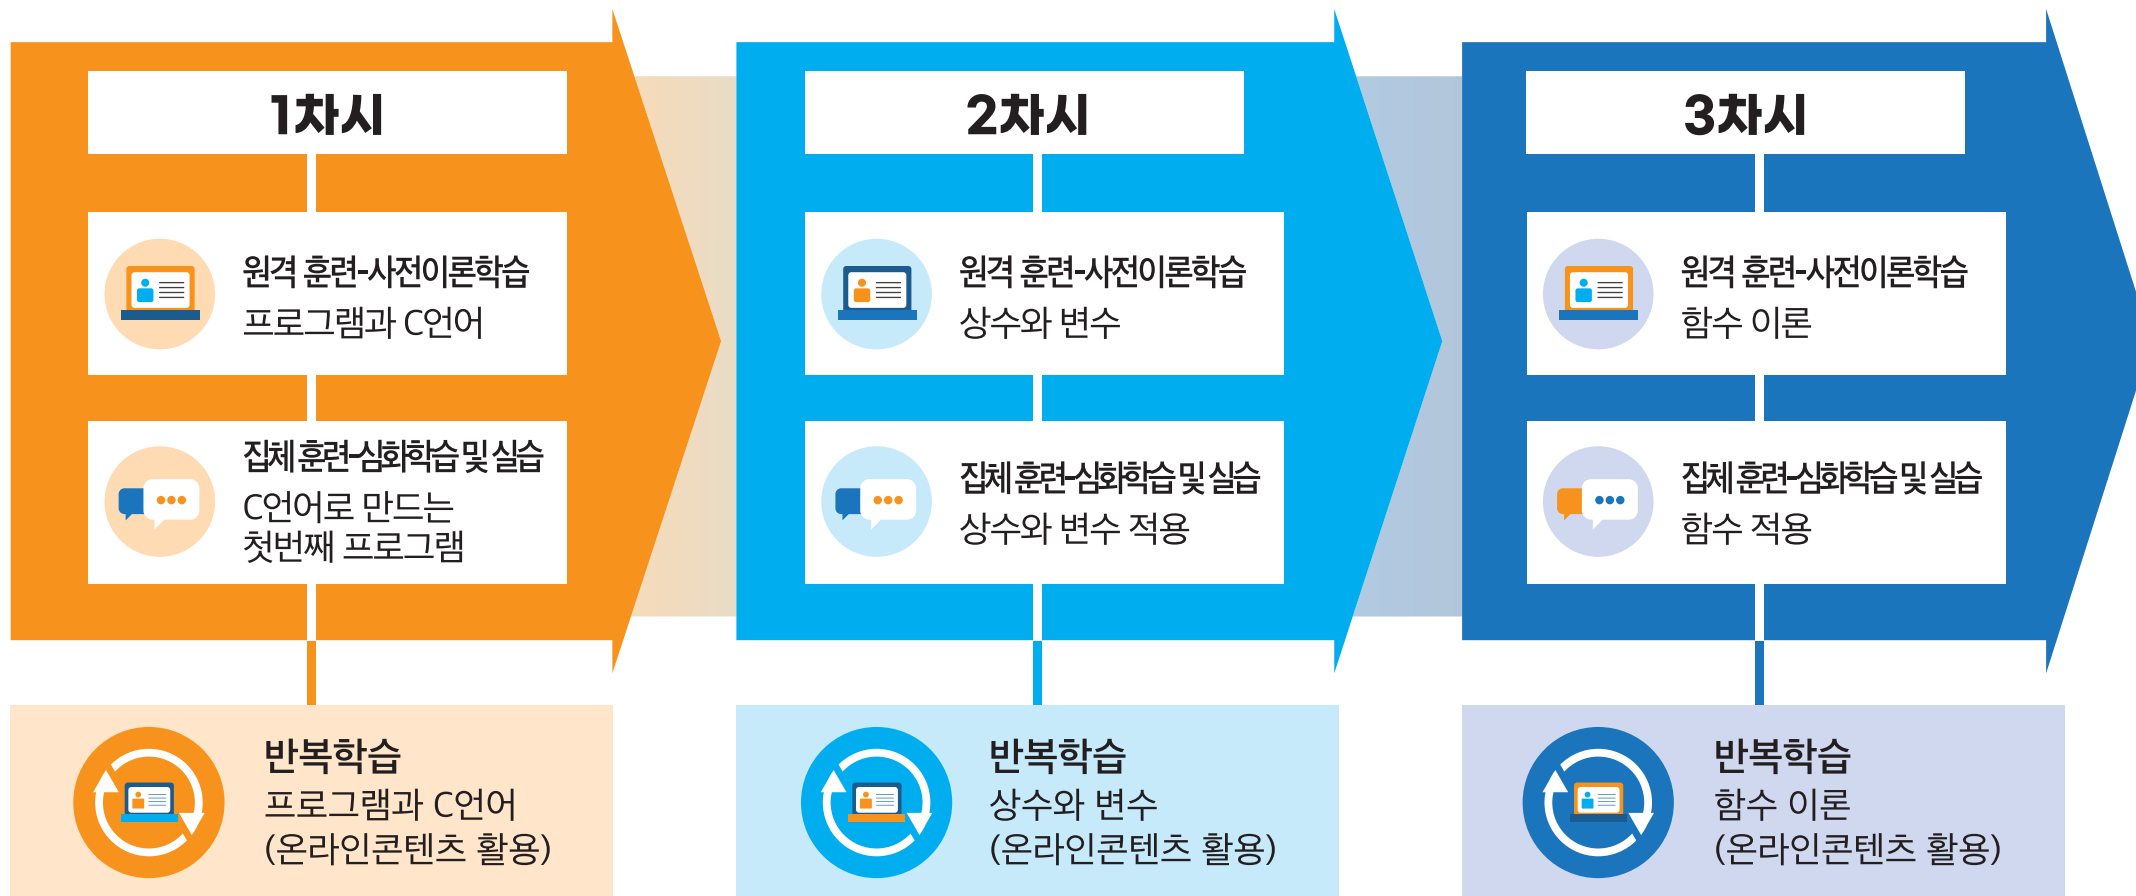 1차시
원격 훈련-사전이론학습
프로그램과 C언어
집체 훈련-심화학습 및 실습
C언어로 만드는
첫번째 프로그램
반복학습
프로그램과 C언어
(온라인콘텐츠 활용)
2차시
원격 훈련-사전이론학습
상수와 변수
집체 훈련-심화학습 및 실습
상수와 변수 적용
반복학습
상수와 변수
(온라인콘텐츠 활용)
3차시
원격 훈련-사전이론학습
함수 이론
집체 훈련-심화학습 및 실습
함수 적용
반복학습
함수 이론
(온라인콘텐츠 활용)